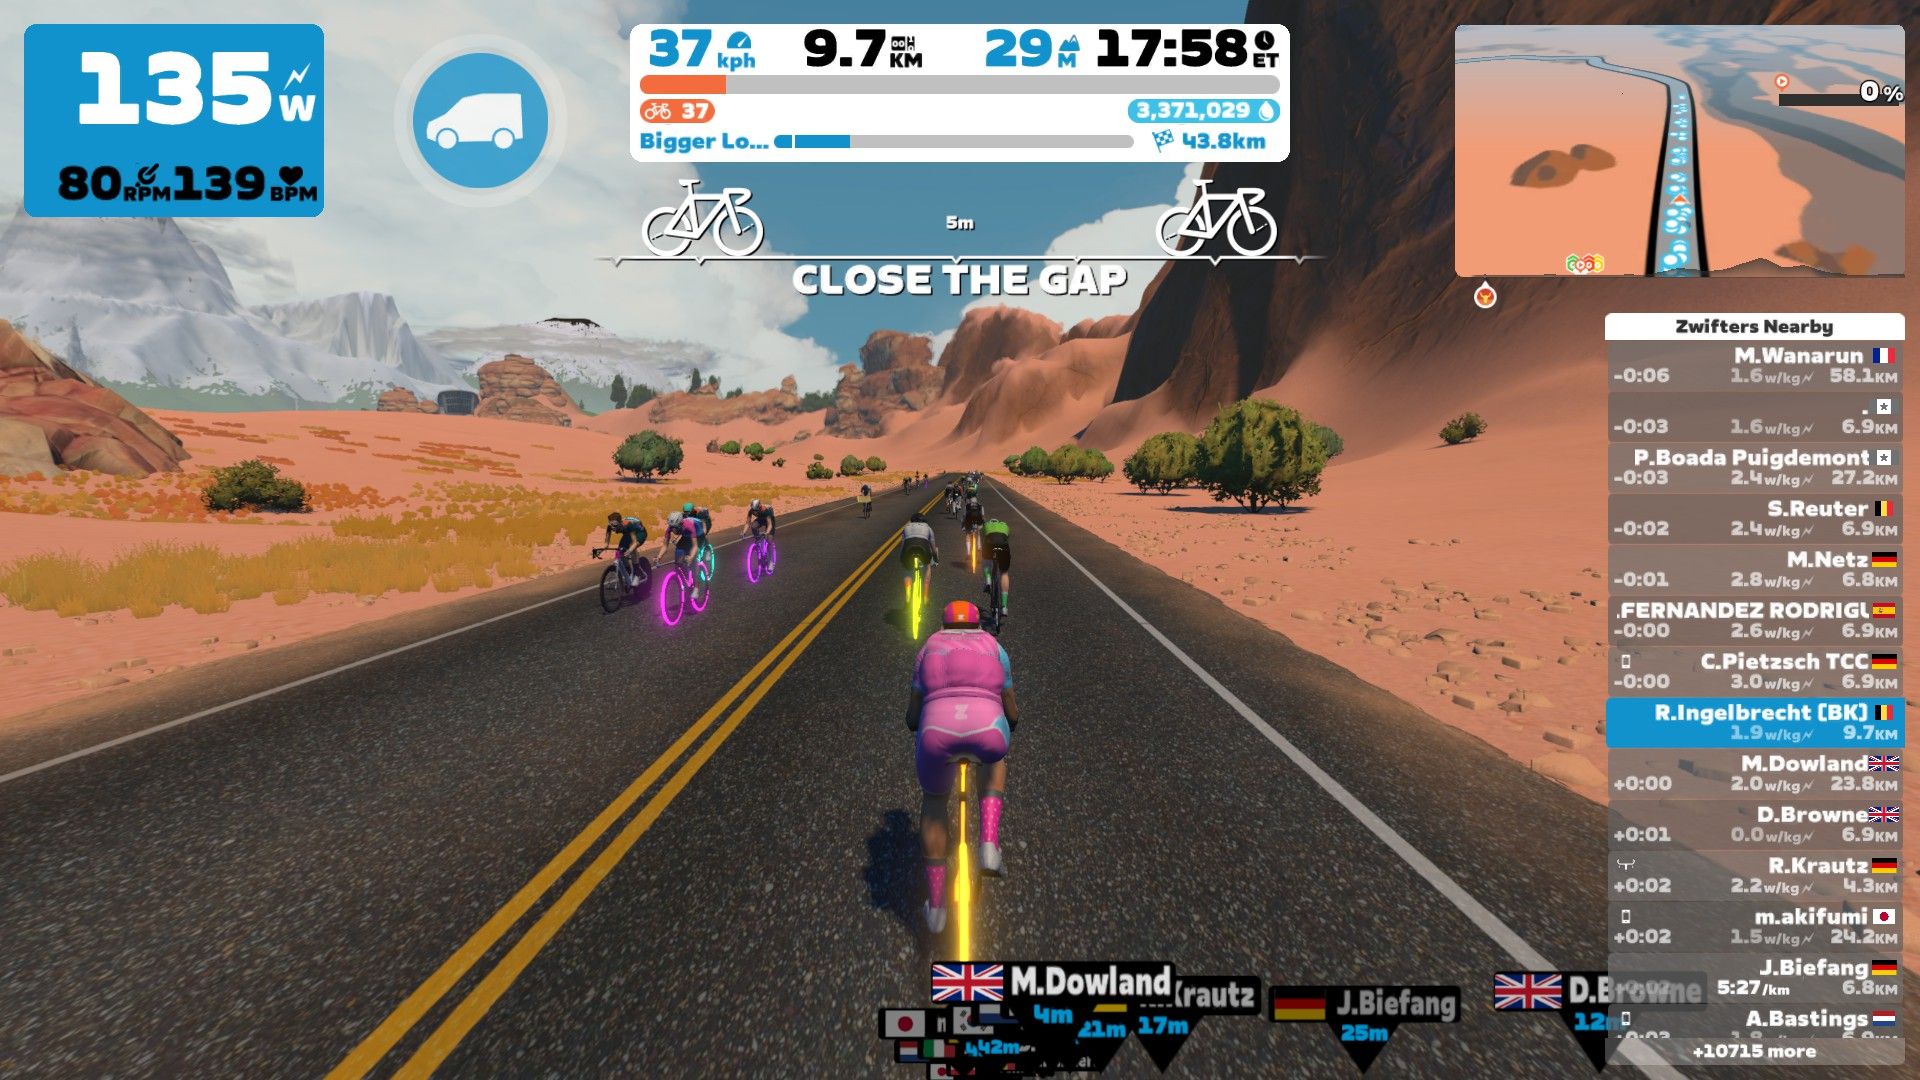 135w
80RPM 139BPM
37kph 9.7KM 29M 17:58ET
37
3,371,029
Bigger Lo... 43.8km
5m
CLOSE THE GAP
0%
Zwifters Nearby
M.Wanarun
-0:06 1.6w/kg 58.1KM
.
-0:03 1.6w/kg 6.9KM
P.Boada Puigdemont
-0:03 2.4w/kg 27.2KM
S.Reuter
-0:02 2.4w/kg 6.9KM
M.Netz
-0:01 2.8w/kg 6.8KM
.FERNANDEZ RODRIGU
-0:00 2.6w/kg 6.9KM
C.Pietzsch TCC
-0:00 3.0w/kg 6.9KM
R.Ingelbrecht (BK)
1.9w/kg 9.7KM
M.Dowland
+0:00 2.0w/kg 23.8KM
D.Browne
+0:01 0.0w/kg 6.9KM
R.Krautz
+0:02 2.2w/kg 4.3KM
m.akifumi
+0:02 1.5w/kg 24.2KM
J.Biefang
5:27/km 6.8KM
A.Bastings
+10715 more
M.Dowland
4m
Krautz
17m
21m
J.Biefang
25m
D.Browne
42m